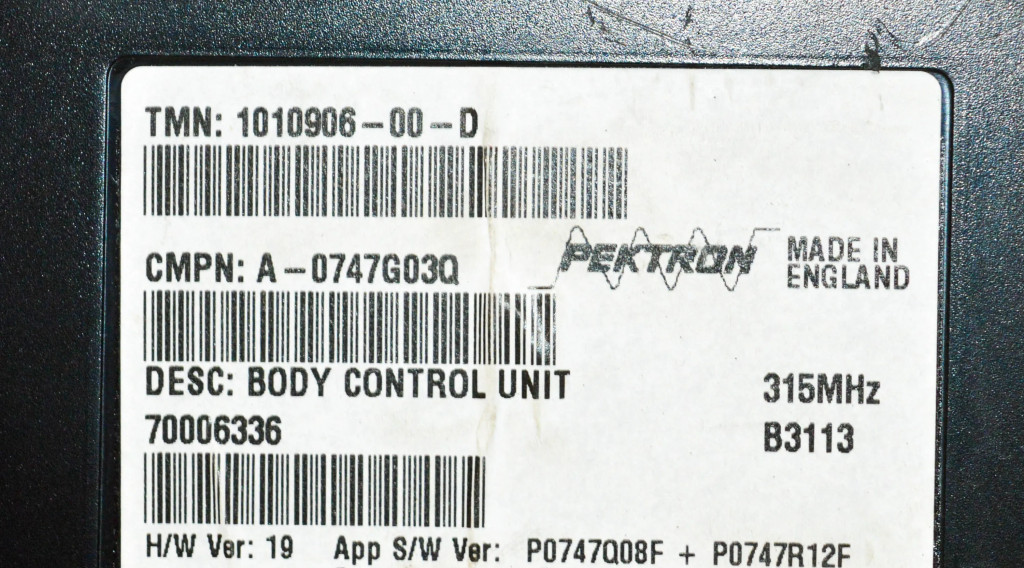 TMN: 1010906-00-D
CMPN: A-0747G03Q
PEKTRON
MADE IN
ENGLAND
DESC: BODY CONTROL UNIT
315MHz
70006336
B3113
H/W Ver: 19 App S/W Ver: P0747Q08F + P0747R12F